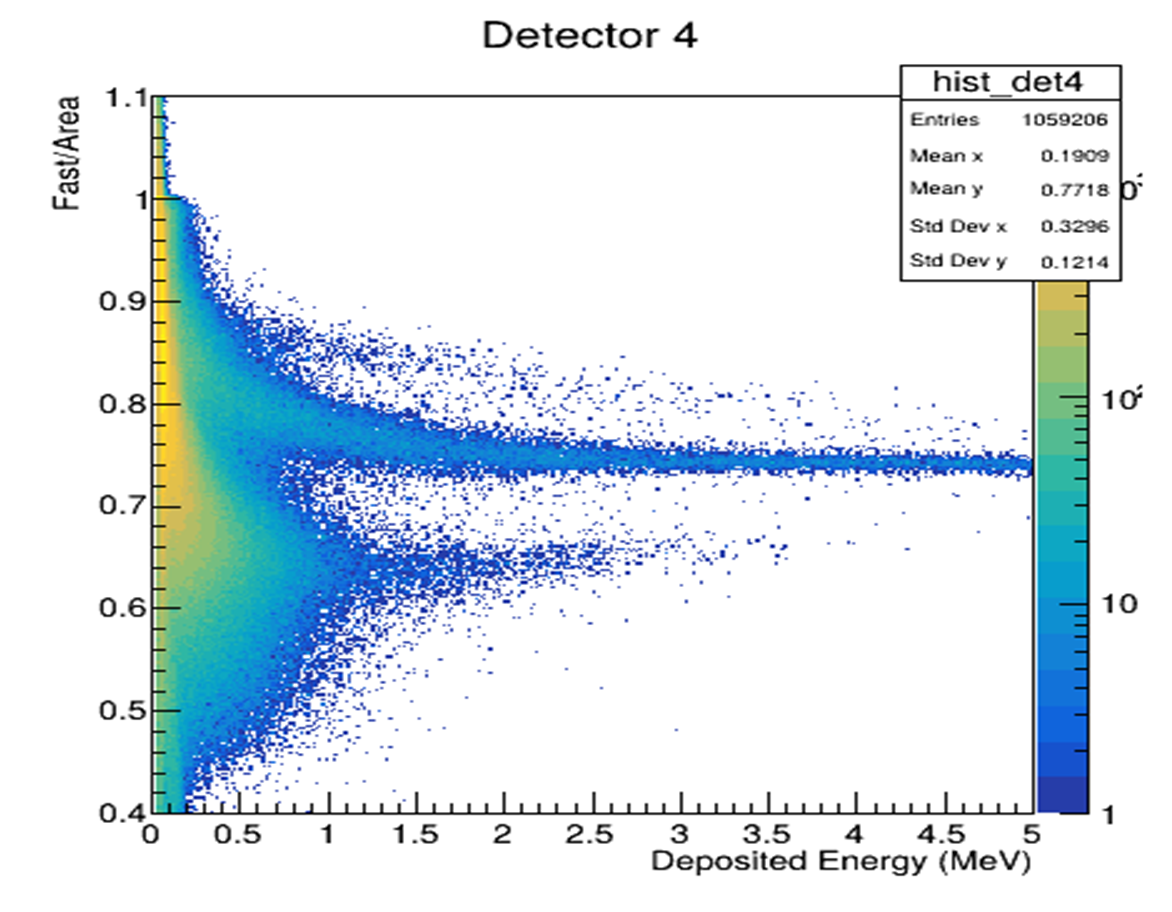 Detector 4
hist_det4
Entries 1059206
Mean x 0.1909
Mean y 0.7718
Std Dev x 0.3296
Std Dev y 0.1214
Fast/Area
1.1
1
0.9
0.8
0.7
0.6
0.5
0.4
0 0.5 1 1.5 2 2.5 3 3.5 4 4.5 5
Deposited Energy (MeV)
10²
10
1